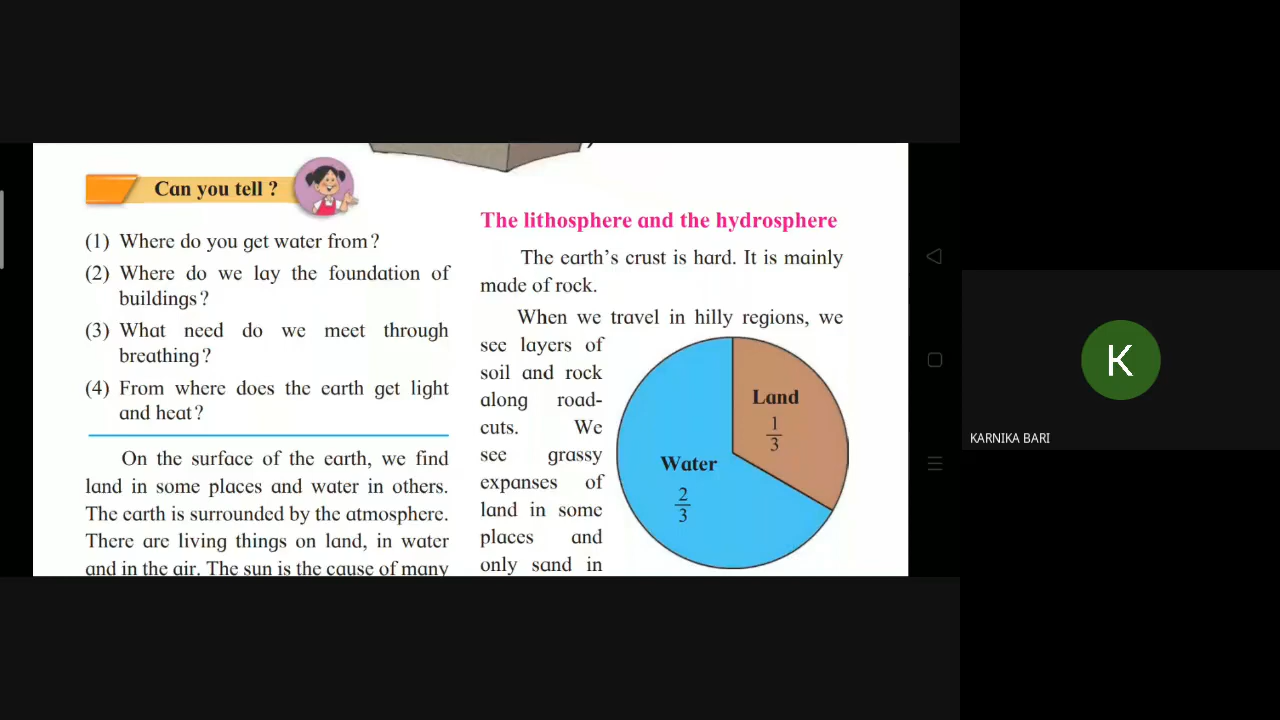 Can you tell ?
(1) Where do you get water from?
(2) Where do we lay the foundation of
buildings?
(3) What need do we meet through
breathing?
(4) From where does the earth get light
and heat?
On the surface of the earth, we find
land in some places and water in others.
The earth is surrounded by the atmosphere.
There are living things on land, in water
and in the air. The sun is the cause of many
The lithosphere and the hydrosphere
The earth's crust is hard. It is mainly
made of rock.
When we travel in hilly regions, we
see layers of
soil and rock
along road-
cuts. We
see grassy
expanses of
land in some
places and
only sand in
Land
1
3
Water
2
3
K
KARNIKA BARI